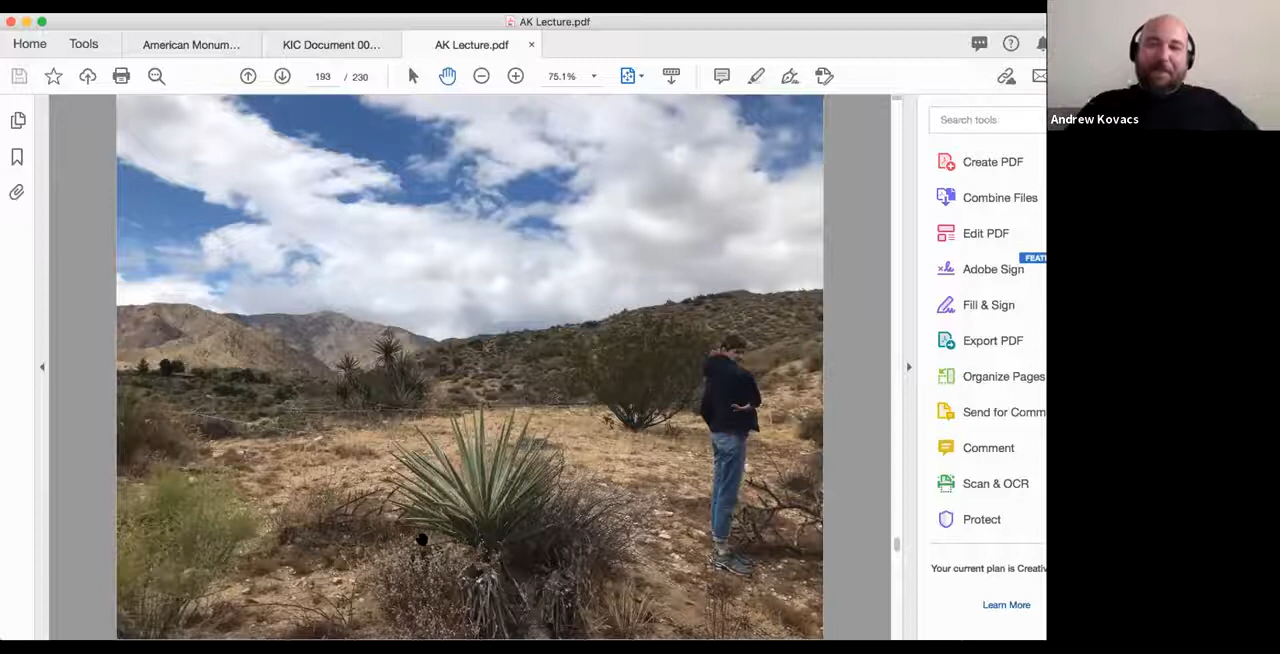 AK Lecture.pdf
Home Tools American Monum... KIC Document 00... AK Lecture.pdf ×
193 / 230 75.1%
Andrew Kovacs
Search tools
Create PDF
Combine Files
Edit PDF
FEAT
Adobe Sign
Fill & Sign
Export PDF
Organize Pages
Send for Comm
Comment
Scan & OCR
Protect
Your current plan is Creativ
Learn More